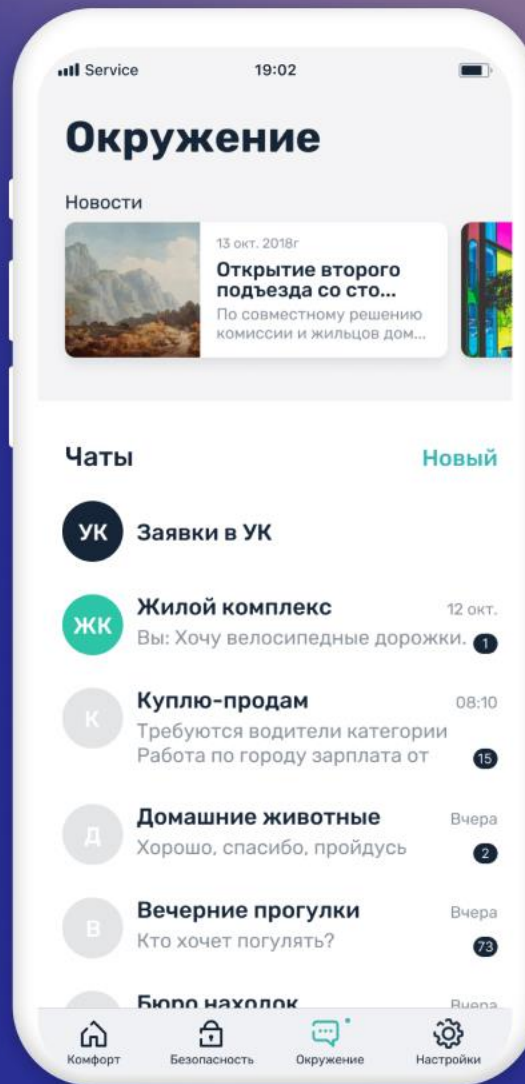 Service
19:02
Окружение
Новости
13 окт. 2018г
Открытие второго
подъезда со сто...
По совместному решению
комиссии и жильцов дом...
Чаты
Новый
УК
Заявки в УК
ЖК
Жилой комплекс
12 окт.
Вы: Хочу велосипедные дорожки.
1
К
Куплю-продам
08:10
Требуются водители категории
Работа по городу зарплата от
15
Д
Домашние животные
Вчера
Хорошо, спасибо, пройдусь
2
В
Вечерние прогулки
Вчера
Кто хочет погулять?
73
Бюро находок
Вчера
Комфорт
Безопасность
Окружение
Настройки